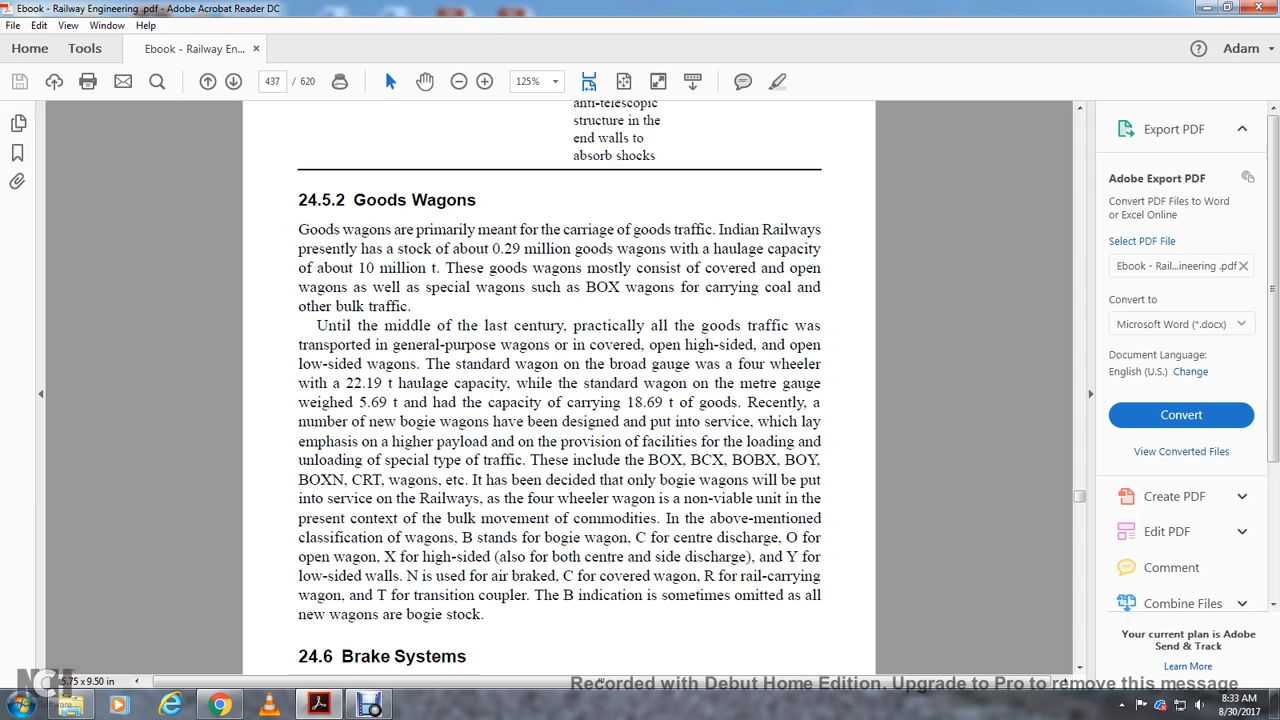 Ebook - Railway Engineering .pdf - Adobe Acrobat Reader DC
File Edit View Window Help
Home Tools Ebook - Railway En... × Adam
437 / 620 125%
anti-telescopic
structure in the
end walls to
absorb shocks
24.5.2 Goods Wagons
Goods wagons are primarily meant for the carriage of goods traffic. Indian Railways
presently has a stock of about 0.29 million goods wagons with a haulage capacity
of about 10 million t. These goods wagons mostly consist of covered and open
wagons as well as special wagons such as BOX wagons for carrying coal and
other bulk traffic.
Until the middle of the last century, practically all the goods traffic was
transported in general-purpose wagons or in covered, open high-sided, and open
low-sided wagons. The standard wagon on the broad gauge was a four wheeler
with a 22.19 t haulage capacity, while the standard wagon on the metre gauge
weighed 5.69 t and had the capacity of carrying 18.69 t of goods. Recently, a
number of new bogie wagons have been designed and put into service, which lay
emphasis on a higher payload and on the provision of facilities for the loading and
unloading of special type of traffic. These include the BOX, BCX, BOBX, BOY,
BOXN, CRT, wagons, etc. It has been decided that only bogie wagons will be put
into service on the Railways, as the four wheeler wagon is a non-viable unit in the
present context of the bulk movement of commodities. In the above-mentioned
classification of wagons, B stands for bogie wagon, C for centre discharge, O for
open wagon, X for high-sided (also for both centre and side discharge), and Y for
low-sided walls. N is used for air braked, C for covered wagon, R for rail-carrying
wagon, and T for transition coupler. The B indication is sometimes omitted as all
new wagons are bogie stock.
24.6 Brake Systems
Export PDF
Adobe Export PDF
Convert PDF Files to Word
or Excel Online
Select PDF File
Ebook - Rail...ineering .pdf ×
Convert to
Microsoft Word (*.docx)
Document Language:
English (U.S.) Change
Convert
View Converted Files
Create PDF
Edit PDF
Comment
Combine Files
Your current plan is Adobe
Send & Track
Learn More
5.75 x 9.50 in
NCH
Software
Recorded with Debut Home Edition. Upgrade to Pro to remove this message
8:33 AM
8/30/2017